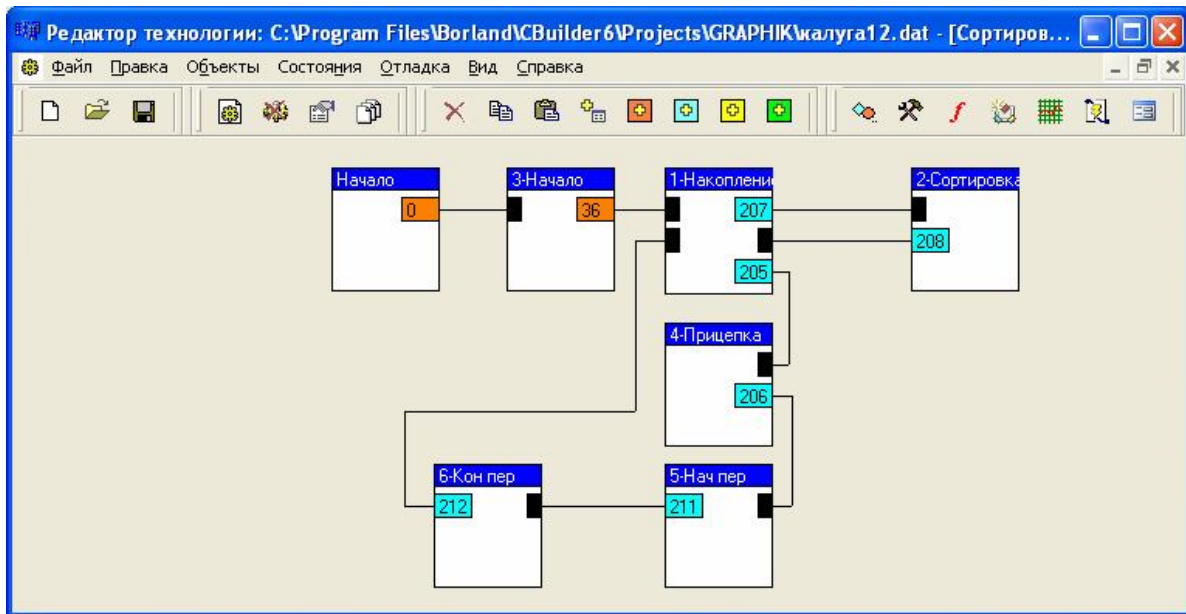 Редактор технологии: C:\Program Files\Borland\CBuilder6\Projects\GRAPHIK\калуга12.dat - [Сортиров...
Файл Правка Объекты Состояния Отладка Вид Справка
Начало 3-Начало 1-Накопление 2-Сортировка
0 36 207
208
205
4-Прицепка
206
6-Кон пер 5-Нач пер
212 211